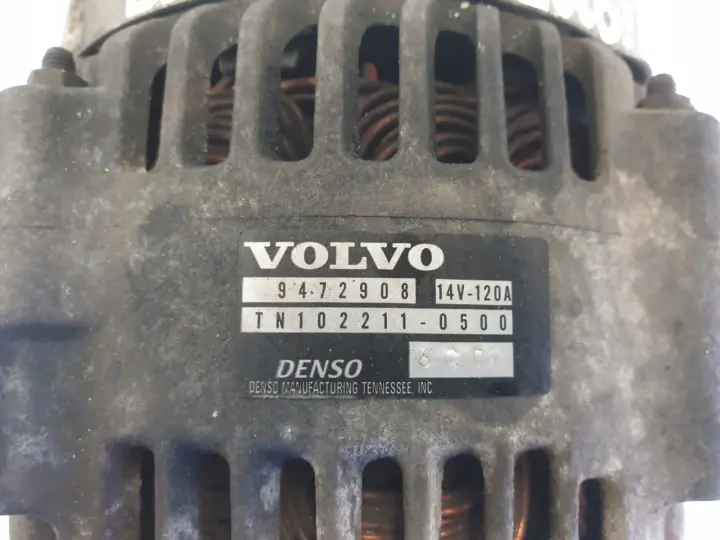 VOLVO
9472908 14V-120A
TN102211-0500
DENSO
DENSO MANUFACTURING TENNESSEE, INC.